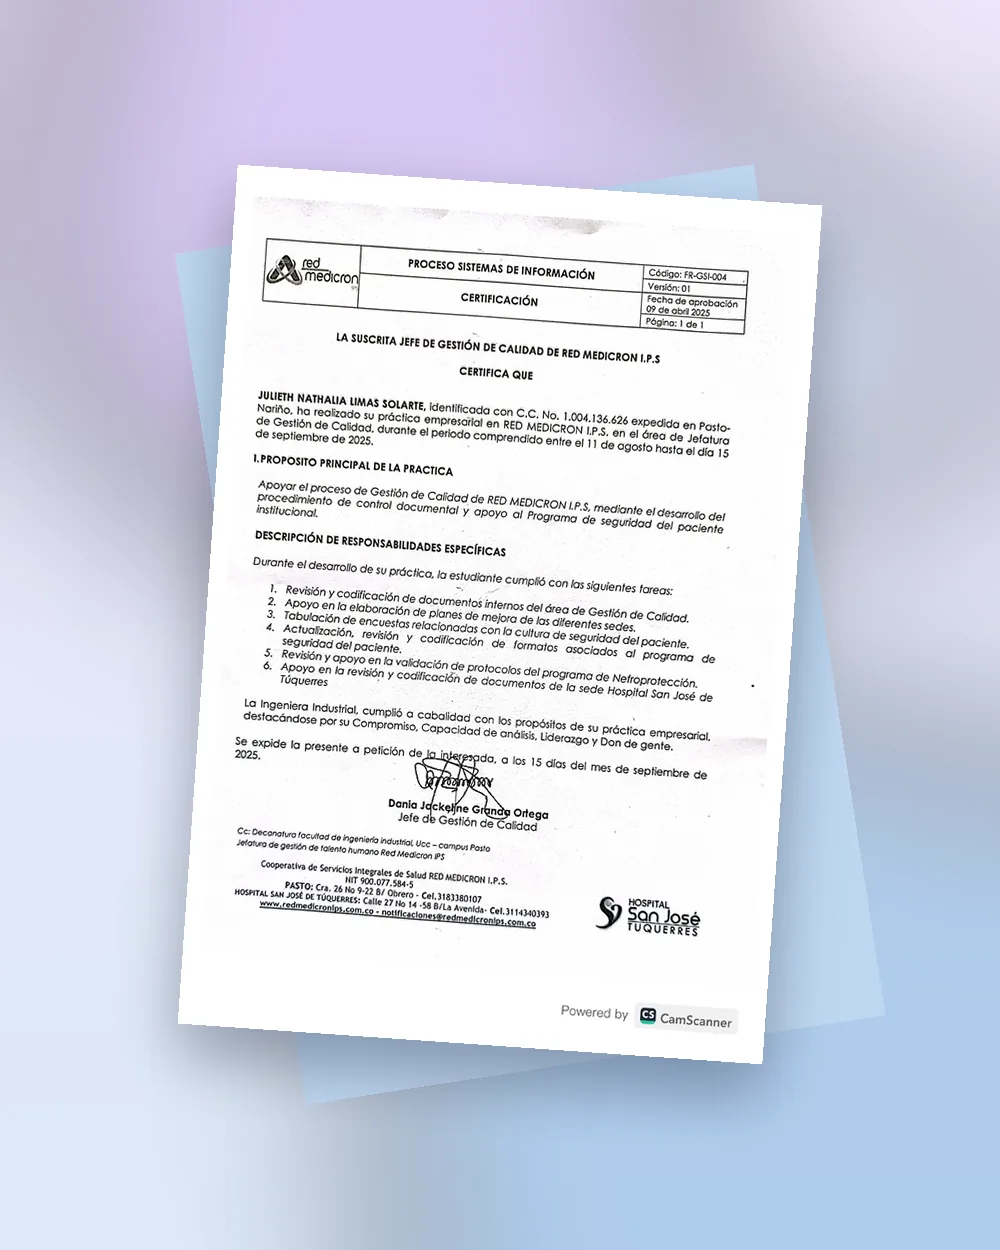 red
medicron
IPS
PROCESO SISTEMAS DE INFORMACIÓN
CERTIFICACIÓN
Código: FR-GSI-004
Versión: 01
Fecha de aprobación
09 de abril 2025
Página: 1 de 1
LA SUSCRITA JEFE DE GESTIÓN DE CALIDAD DE RED MEDICRON I.P.S
CERTIFICA QUE
JULIETH NATHALIA LIMAS SOLARTE, identificada con C.C. No. 1.004.136.626 expedida en Pasto-
Nariño, ha realizado su práctica empresarial en RED MEDICRON I.P.S. en el área de Jefatura
de Gestión de Calidad, durante el periodo comprendido entre el 11 de agosto hasta el día 15
de septiembre de 2025.
I.PROPOSITO PRINCIPAL DE LA PRACTICA
Apoyar el proceso de Gestión de Calidad de RED MEDICRON I.P.S, mediante el desarrollo del
procedimiento de control documental y apoyo al Programa de seguridad del paciente
institucional.
DESCRIPCIÓN DE RESPONSABILIDADES ESPECÍFICAS
Durante el desarrollo de su práctica, la estudiante cumplió con las siguientes tareas:
1. Revisión y codificación de documentos internos del área de Gestión de Calidad.
2. Apoyo en la elaboración de planes de mejora de las diferentes sedes.
3. Tabulación de encuestas relacionadas con la cultura de seguridad del paciente.
4. Actualización, revisión y codificación de formatos asociados al programa de
seguridad del paciente.
5. Revisión y apoyo en la validación de protocolos del programa de Nefroprotección.
6. Apoyo en la revisión y codificación de documentos de la sede Hospital San José de
Túquerres
La Ingeniera Industrial, cumplió a cabalidad con los propósitos de su práctica empresarial,
destacándose por su Compromiso, Capacidad de análisis, Liderazgo y Don de gente.
Se expide la presente a petición de la interesada, a los 15 días del mes de septiembre de
2025.
Dania Jackeline Granda Ortega
Jefe de Gestión de Calidad
Cc: Deconatura facultad de ingeniería industrial, Ucc – campus Pasto
Jefatura de gestión de talento humano Red Medicron IPS
Cooperativa de Servicios Integrales de Salud RED MEDICRON I.P.S.
NIT 900.077.584-5
PASTO: Cra. 26 No 9-22 B/ Obrero - Cel.3183380107
HOSPITAL SAN JOSÉ DE TÚQUERRES: Calle 27 No 14 -58 B/La Avenida- Cel.3114340393
www.redmedicronips.com.co - notificaciones@redmedicronips.com.co
HOSPITAL
San José
TÚQUERRES
Powered by CS CamScanner